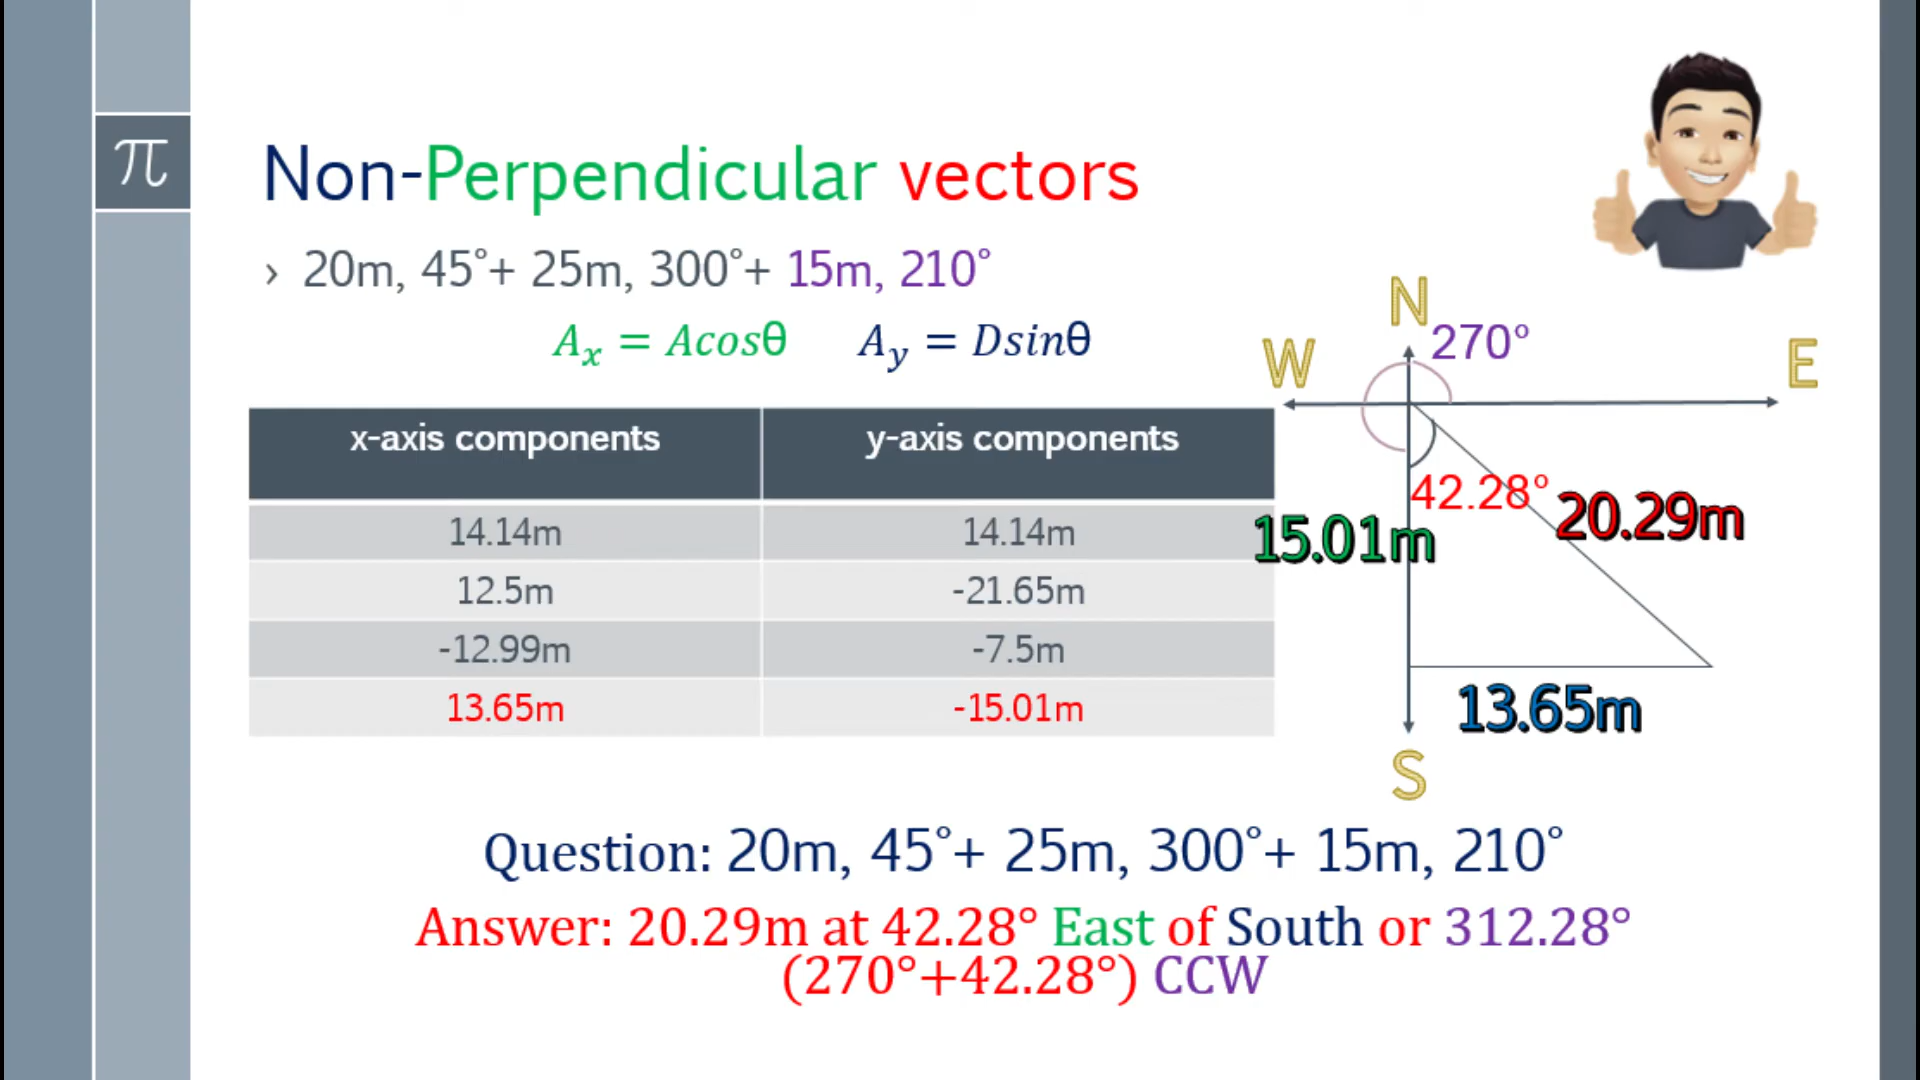 π
Non-Perpendicular vectors
› 20m, 45°+ 25m, 300°+ 15m, 210°
Aₓ = Acosθ Aᵧ = Dsinθ
x-axis components y-axis components
14.14m 14.14m
12.5m -21.65m
-12.99m -7.5m
13.65m -15.01m
N
270°
W E
42.28°
20.29m
15.01m
13.65m
S
Question: 20m, 45°+ 25m, 300°+ 15m, 210°
Answer: 20.29m at 42.28° East of South or 312.28°
(270°+42.28°) CCW